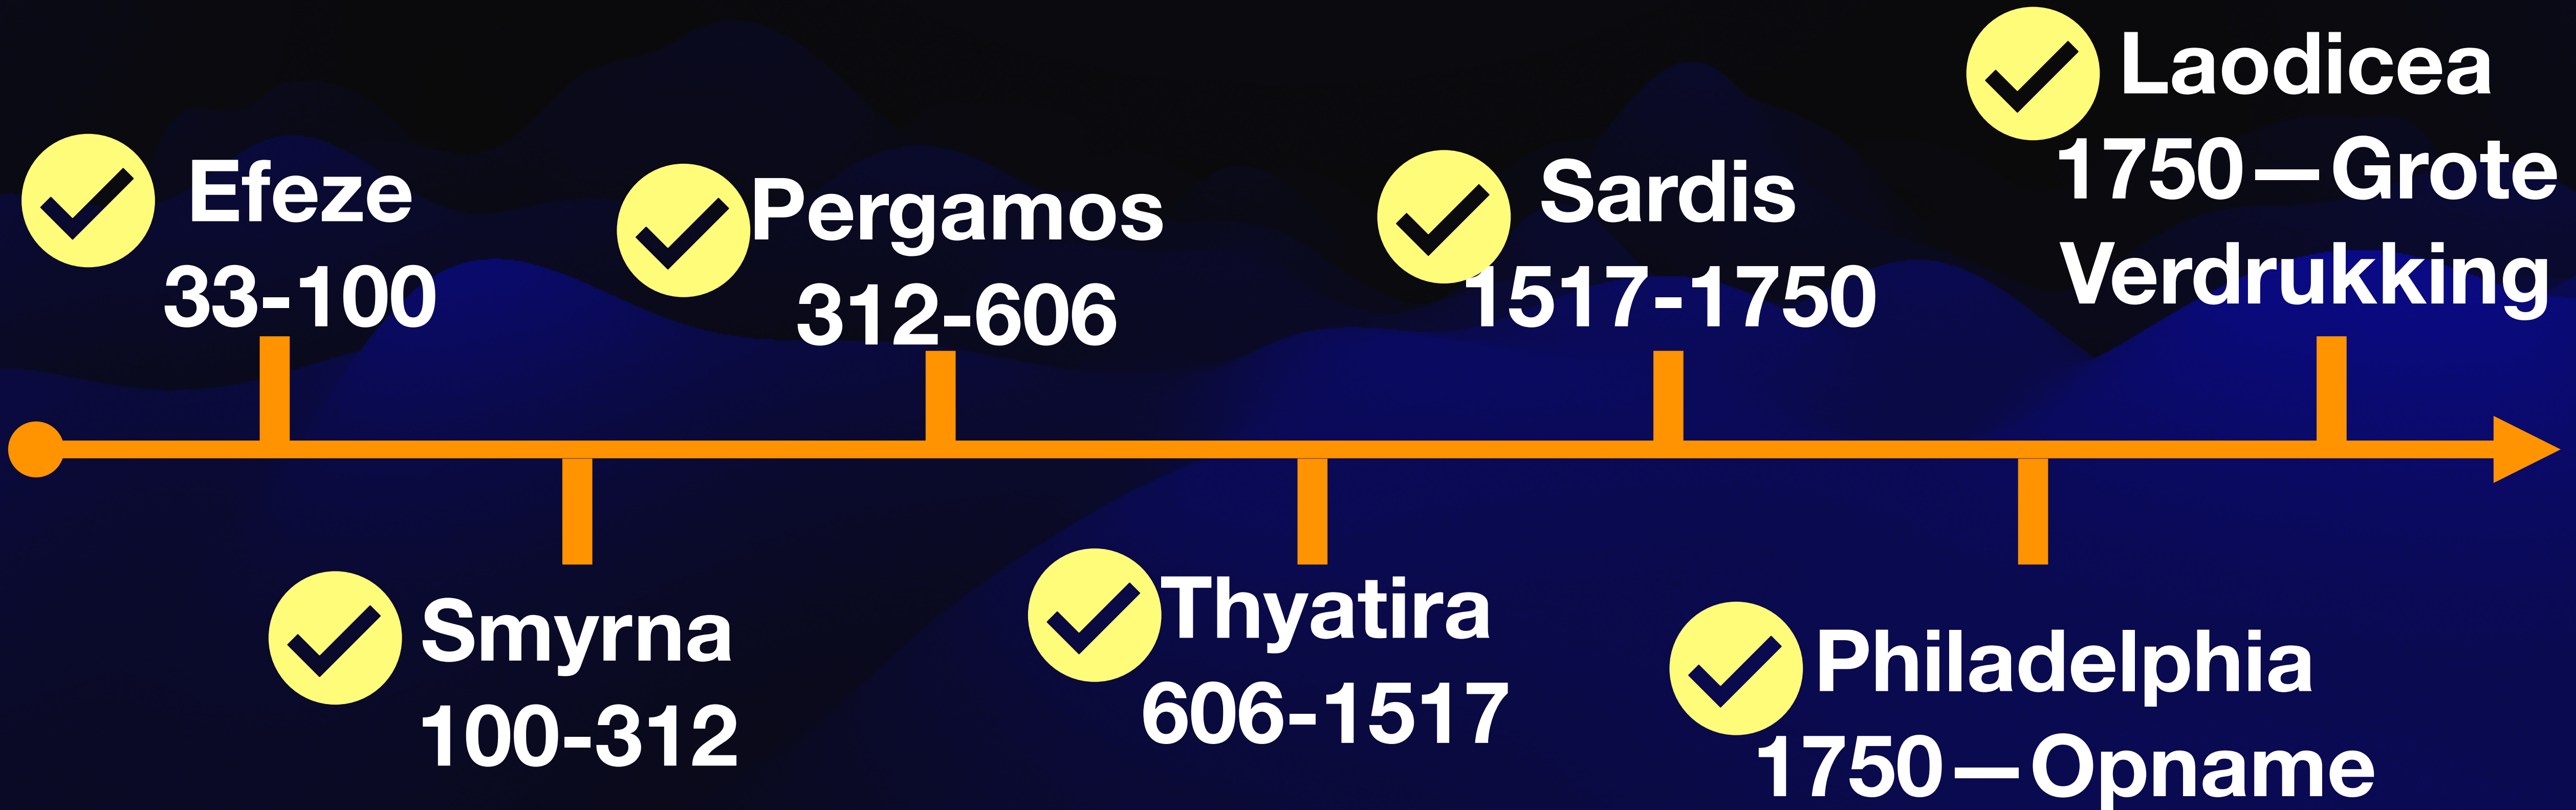 Efeze
33-100
Smyrna
100-312
Pergamos
312-606
Thyatira
606-1517
Sardis
1517-1750
Philadelphia
1750—Opname
Laodicea
1750—Grote
Verdrukking